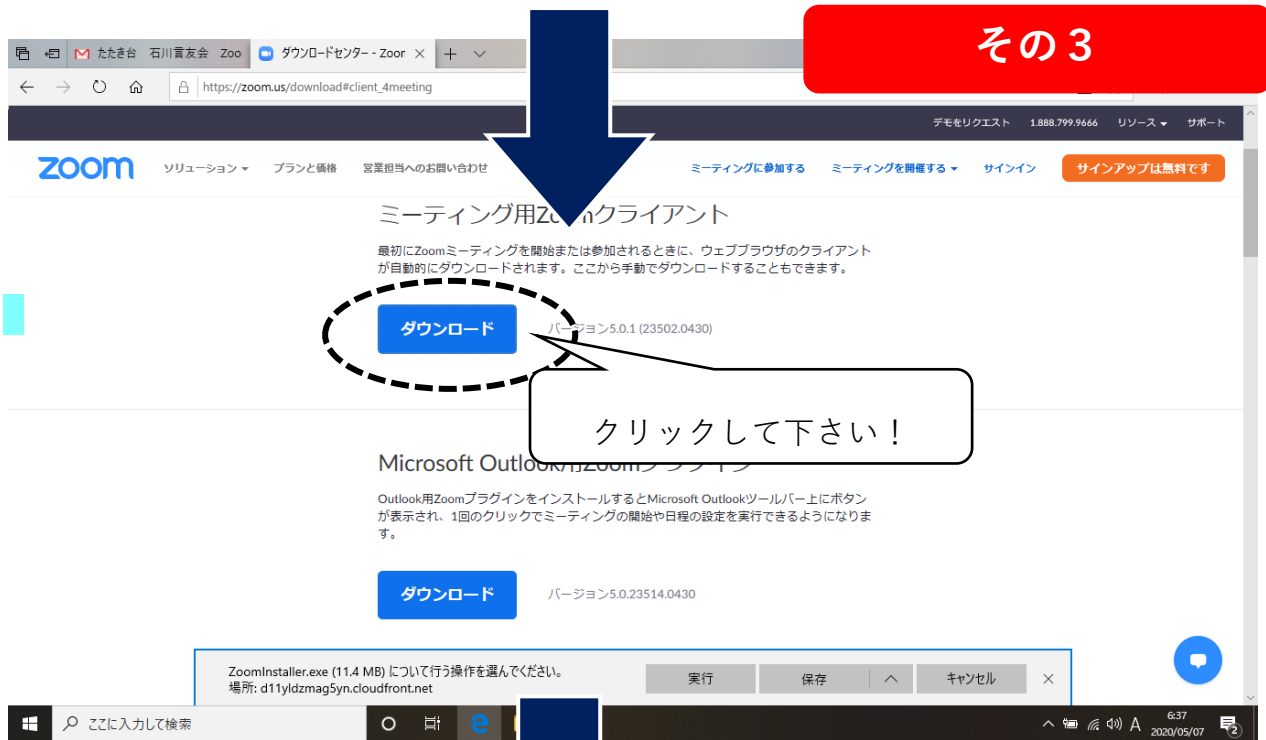 その３
たたき台　石川言友会　Zoo
ダウンロードセンター - Zoor
https://zoom.us/download#client_4meeting
デモをリクエスト 1.888.799.9666 リソース サポート
zoom ソリューション プランと価格 営業担当へのお問い合わせ ミーティングに参加する ミーティングを開催する サインイン サインアップは無料です
ミーティング用Zoomクライアント
最初にZoomミーティングを開始または参加されるときに、ウェブブラウザのクライアント
が自動的にダウンロードされます。ここから手動でダウンロードすることもできます。
ダウンロード バージョン5.0.1 (23502.0430)
クリックして下さい！
Microsoft Outlook用Zoomプラグイン
Outlook用ZoomプラグインをインストールするとMicrosoft Outlookツールバー上にボタン
が表示され、1回のクリックでミーティングの開始や日程の設定を実行できるようになりま
す。
ダウンロード バージョン5.0.23514.0430
ZoomInstaller.exe (11.4 MB) について行う操作を選んでください。
場所: d11yldzmag5yn.cloudfront.net
実行 保存 キャンセル
ここに入力して検索
A 6:37
2020/05/07
2